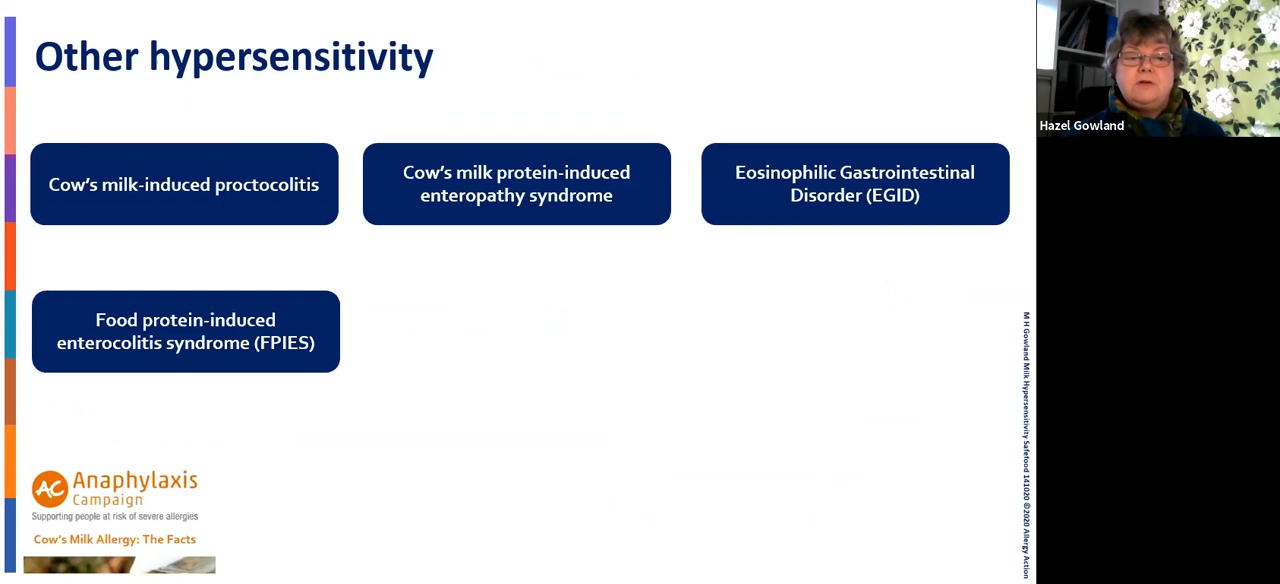 Other hypersensitivity
Hazel Gowland
Cow's milk-induced proctocolitis
Cow's milk protein-induced
enteropathy syndrome
Eosinophilic Gastrointestinal
Disorder (EGID)
Food protein-induced
enterocolitis syndrome (FPIES)
M H Gowland Milk Hypersensitivity Safefood 141020 ©2020 Allergy Action
AC Anaphylaxis
Campaign
Supporting people at risk of severe allergies
Cow's Milk Allergy: The Facts